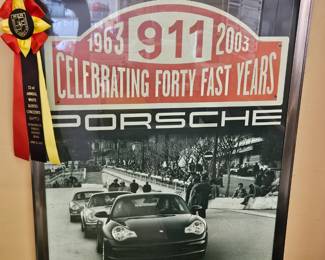 1963 911 2003
CELEBRATING FORTY FAST YEARS
PORSCHE